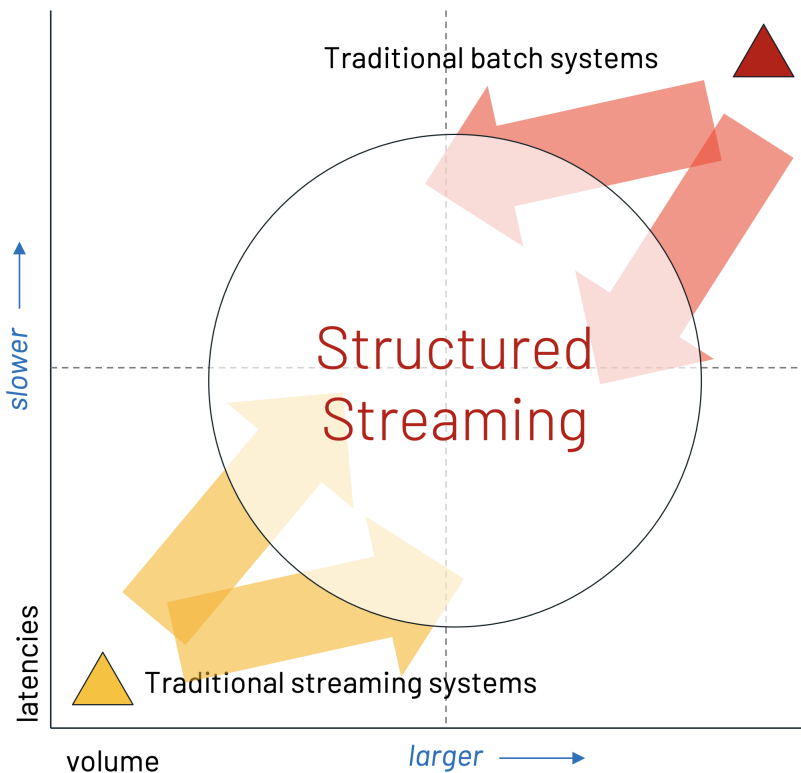 Traditional batch systems
slower
Structured
Streaming
latencies
Traditional streaming systems
volume
larger